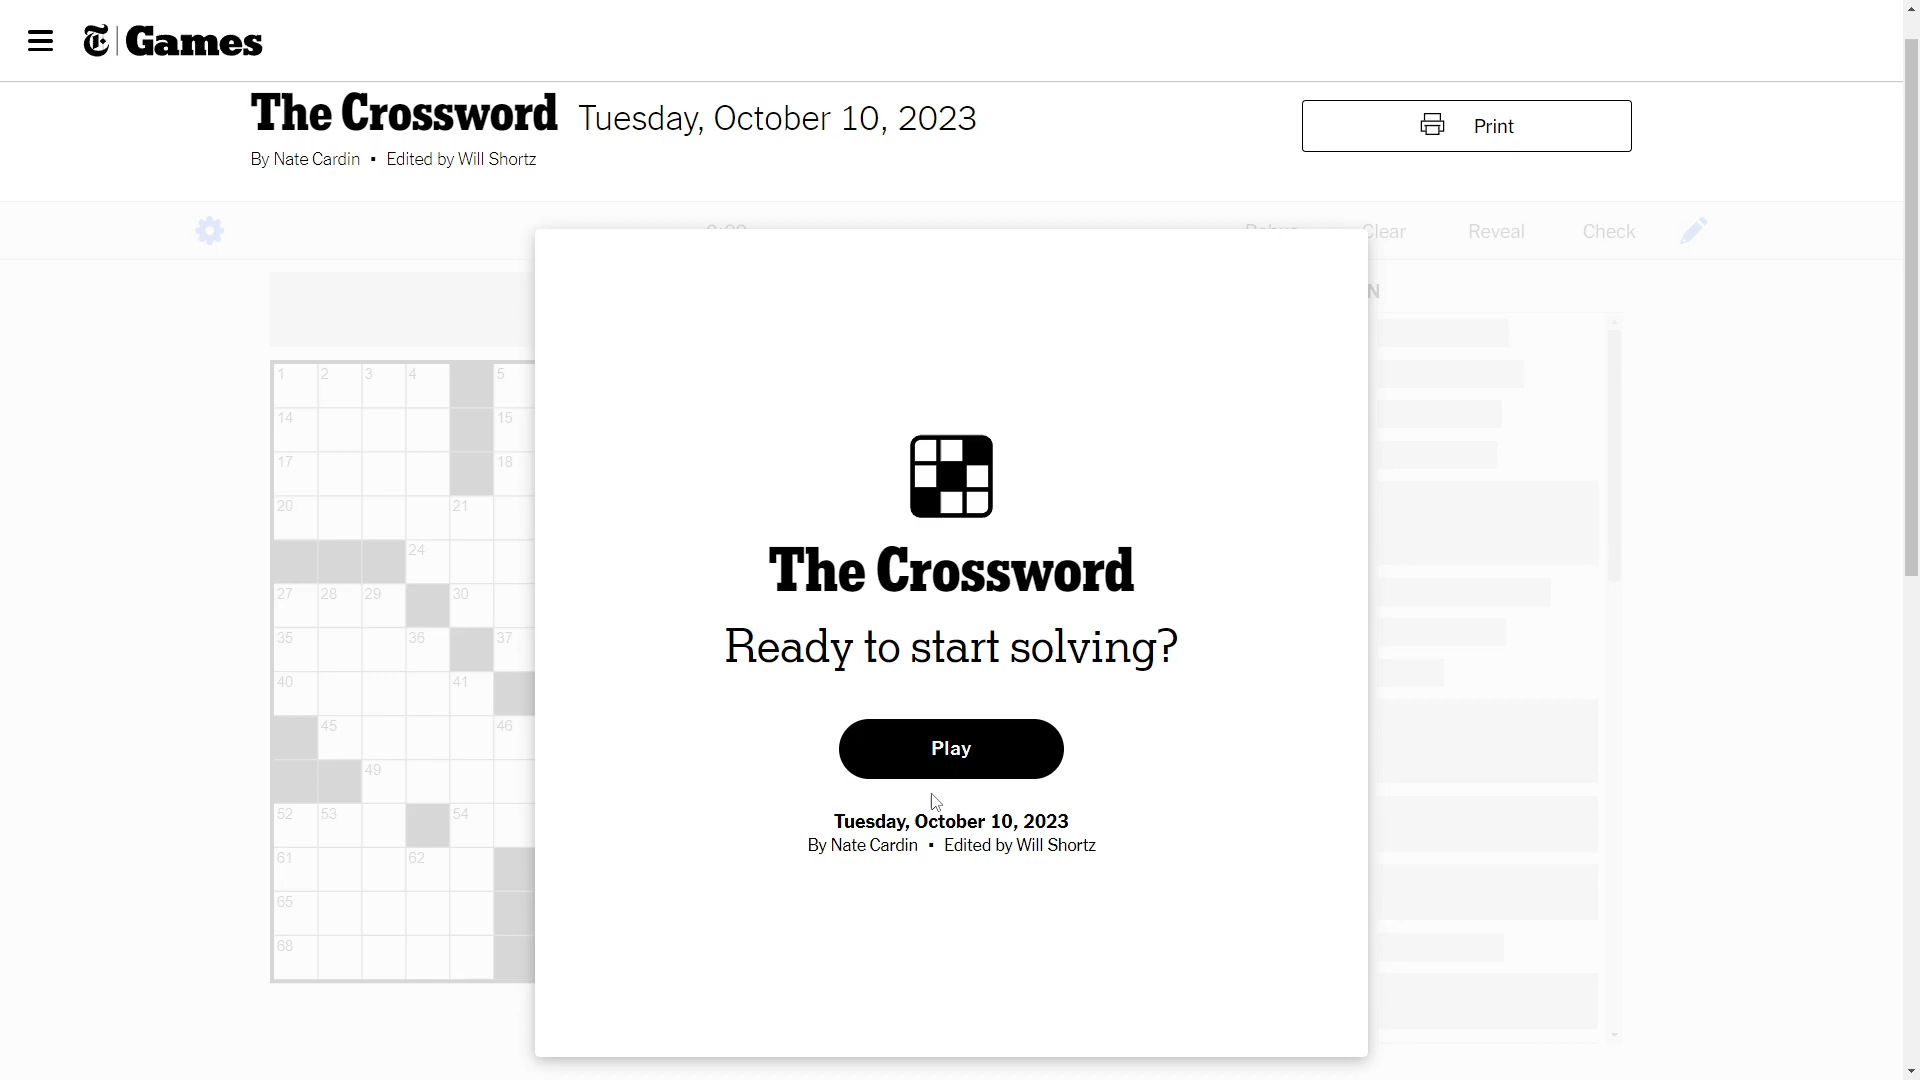 T Games
The Crossword Tuesday, October 10, 2023
Print
By Nate Cardin ▪ Edited by Will Shortz
Clear Reveal Check
N
1 2 3 4 5
14 15
17 18
20 21
24
27 28 29 30
35 36 37
40 41
45 46
49
52 53 54
61 62
65
68
The Crossword
Ready to start solving?
Play
Tuesday, October 10, 2023
By Nate Cardin ▪ Edited by Will Shortz